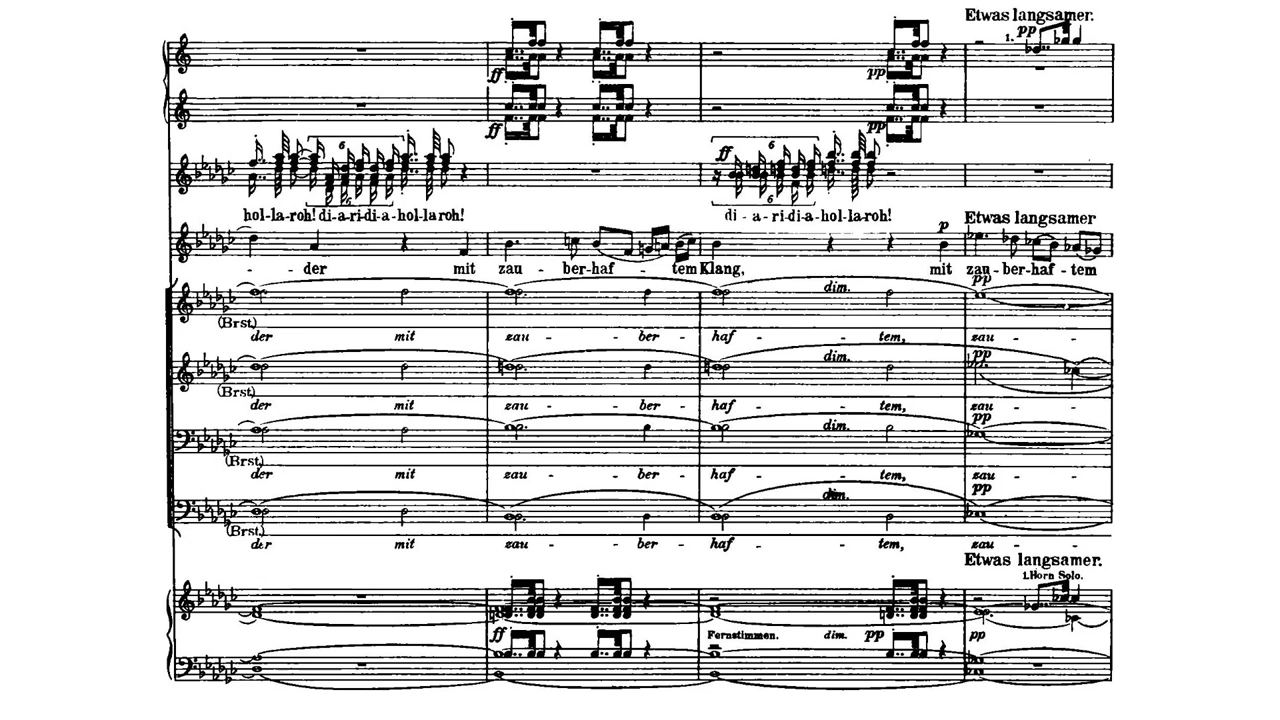 Etwas langsamer.
1. pp
ff pp
ff pp
6 6 ff 6 6
hol-la-roh! di-a-ri-di-a-hol-la-roh! di-a-ri-di-a-hol-la-roh! Etwas langsamer
p
- -der mit zau-ber-haf-tem Klang, mit zau-ber-haf-tem
dim. pp
(Brst.)
der mit zau - - ber - haf - - tem, zau - -
dim. pp
(Brst.)
der mit zau - - ber - haf - - tem, zau - -
dim. pp
(Brst.)
der mit zau - - ber - haf - - tem, zau - -
dim. pp
(Brst.)
der mit zau - - ber - haf - - tem, zau - -
Etwas langsamer.
1. Horn Solo.
ff Fernstimmen. dim. pp pp